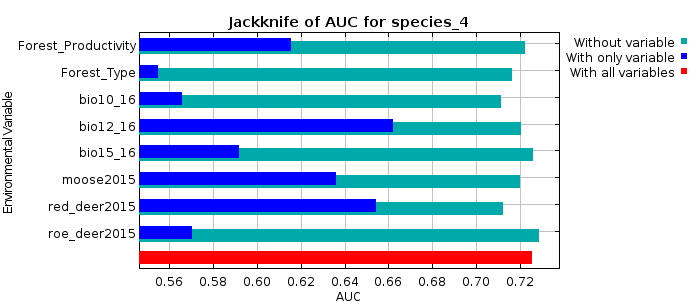 Jackknife of AUC for species_4
Environmental Variable
Forest_Productivity
Forest_Type
bio10_16
bio12_16
bio15_16
moose2015
red_deer2015
roe_deer2015
0.56 0.58 0.60 0.62 0.64 0.66 0.68 0.70 0.72
AUC
Without variable
With only variable
With all variables